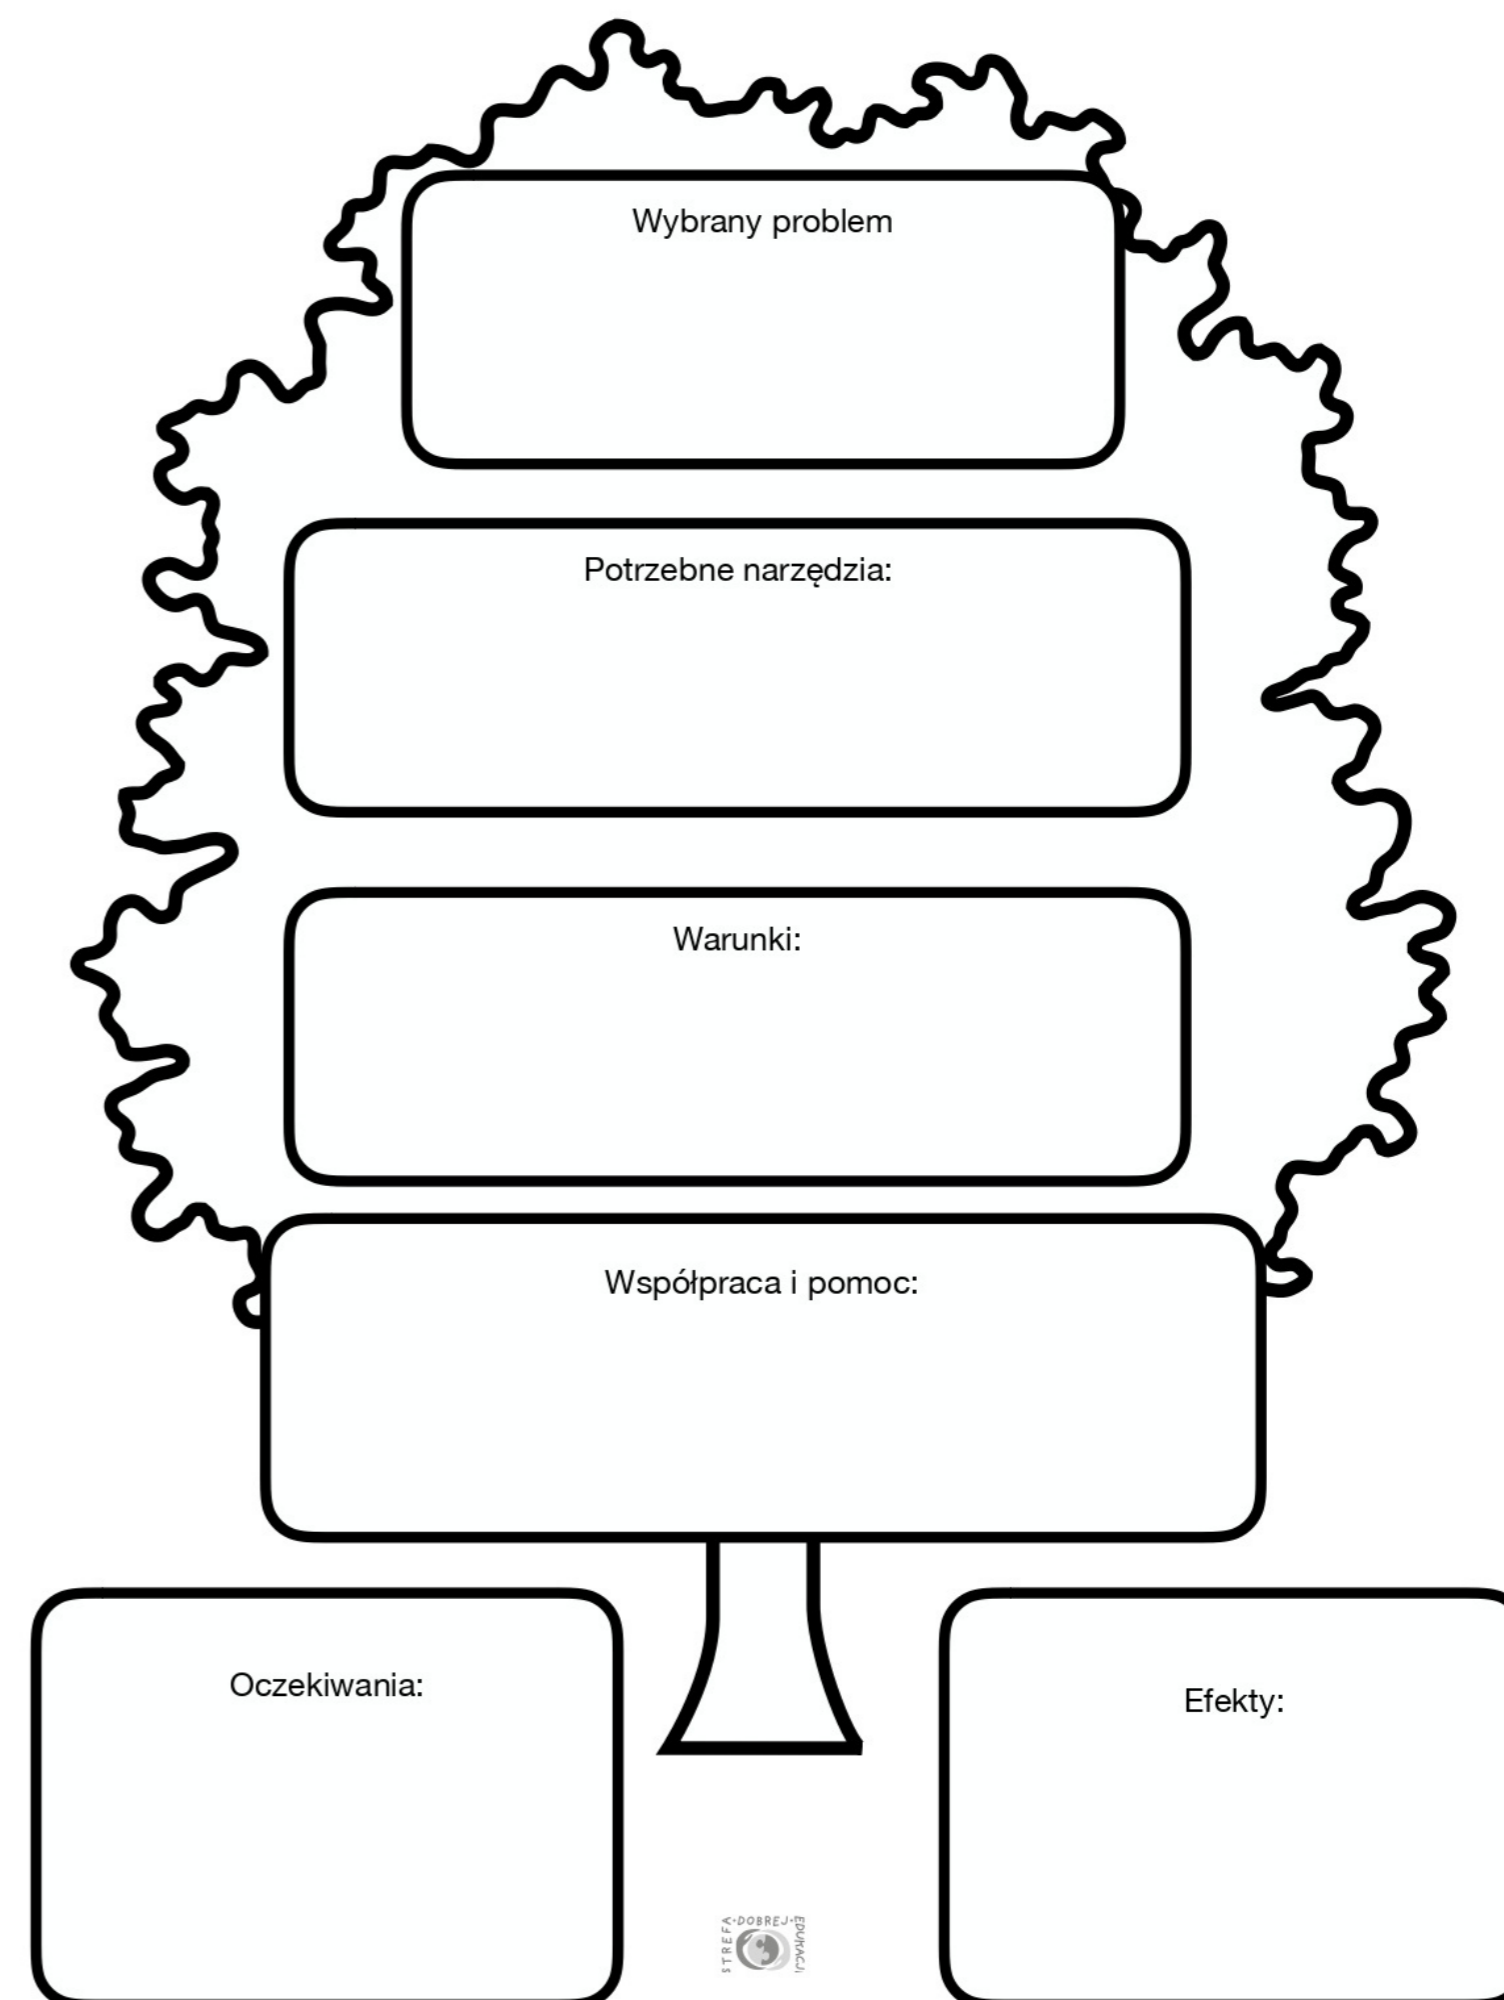 Wybrany problem
Potrzebne narzędzia:
Warunki:
Współpraca i pomoc:
Oczekiwania:
Efekty:
STREFA·DOBREJ·EDUKACJI